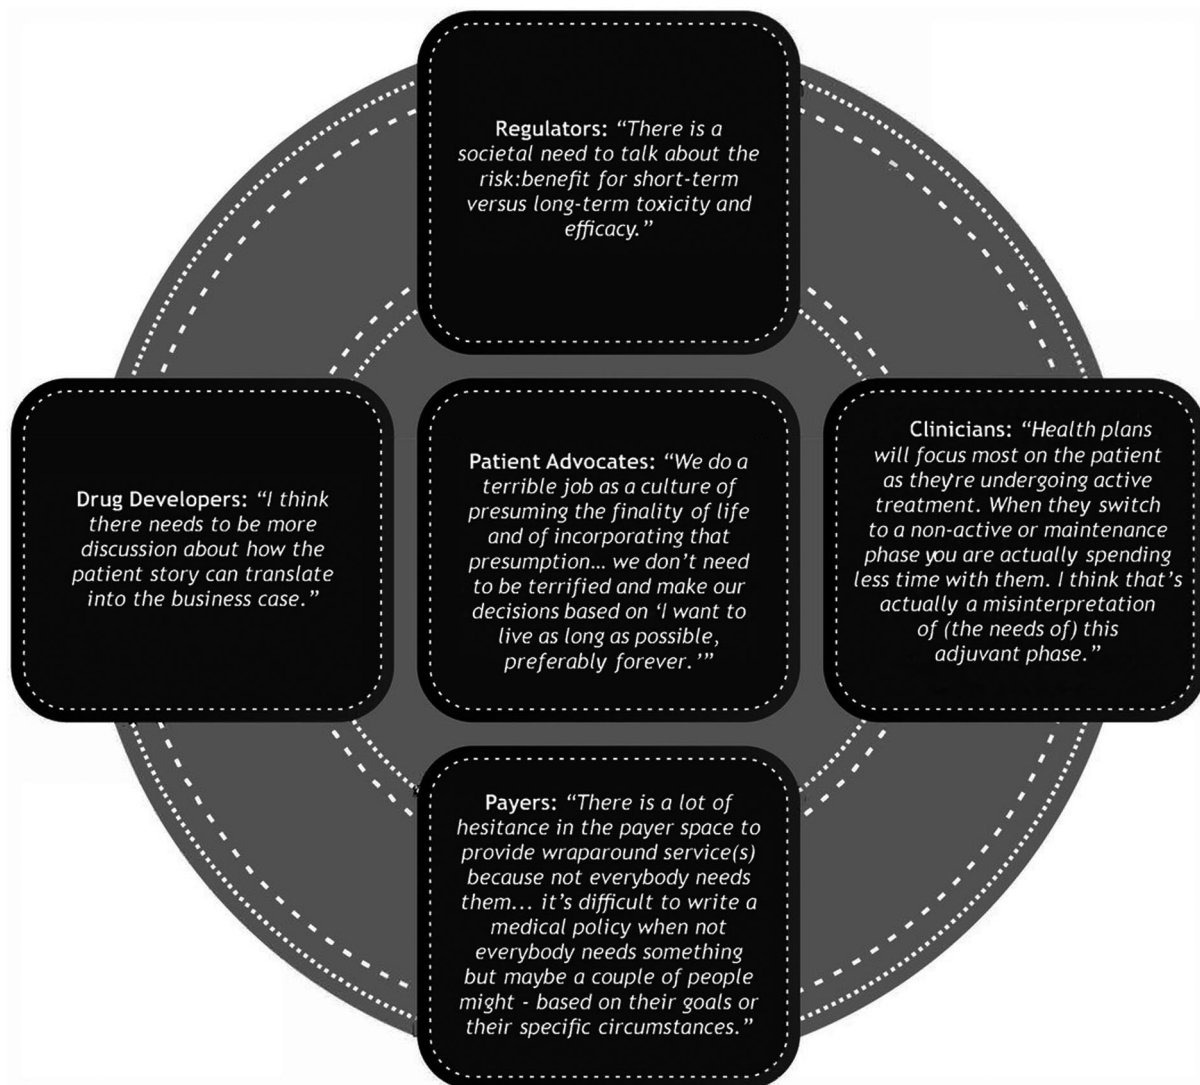 Regulators: “There is a
societal need to talk about the
risk:benefit for short-term
versus long-term toxicity and
efficacy.”
Drug Developers: “I think
there needs to be more
discussion about how the
patient story can translate
into the business case.”
Patient Advocates: “We do a
terrible job as a culture of
presuming the finality of life
and of incorporating that
presumption... we don’t need
to be terrified and make our
decisions based on ‘I want to
live as long as possible,
preferably forever.’”
Clinicians: “Health plans
will focus most on the patient
as they’re undergoing active
treatment. When they switch
to a non-active or maintenance
phase you are actually spending
less time with them. I think that’s
actually a misinterpretation
of (the needs of) this
adjuvant phase.”
Payers: “There is a lot of
hesitance in the payer space to
provide wraparound service(s)
because not everybody needs
them... it’s difficult to write a
medical policy when not
everybody needs something
but maybe a couple of people
might - based on their goals or
their specific circumstances.”